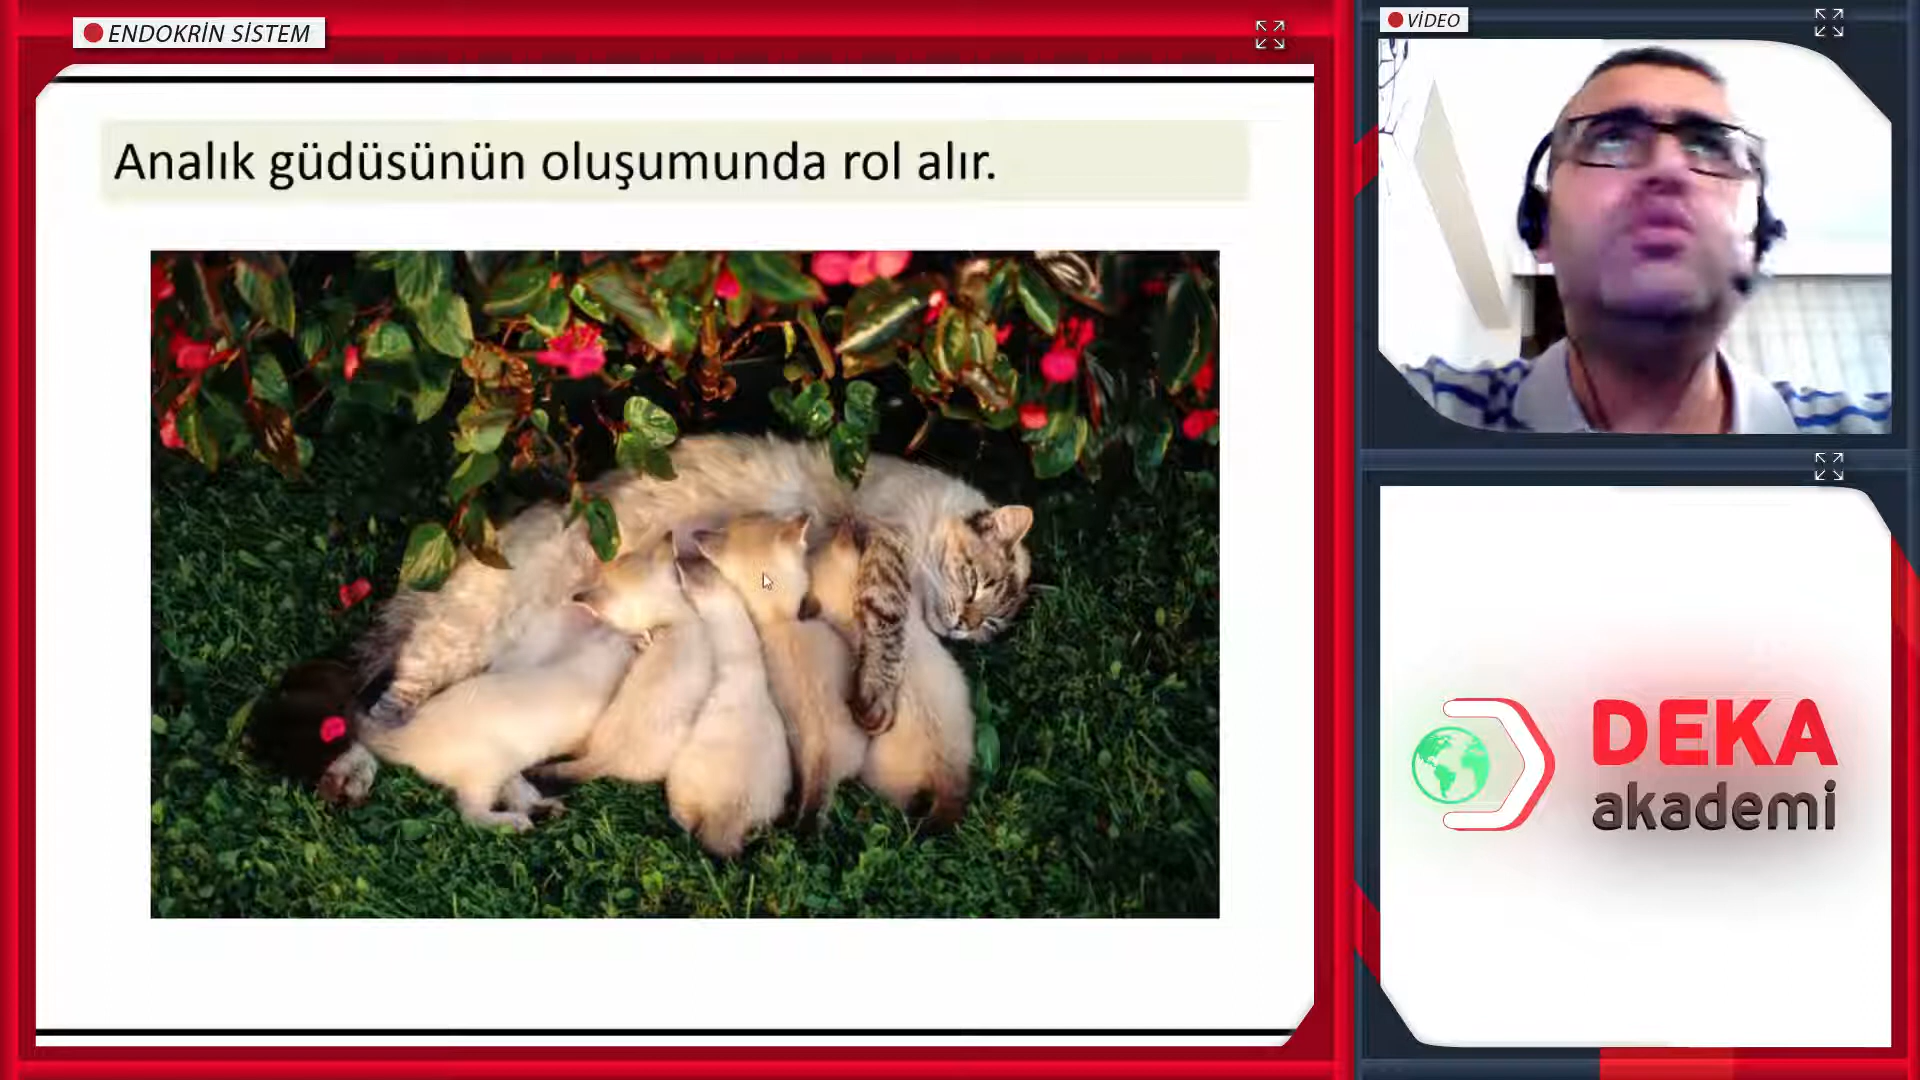 ENDOKRİN SİSTEM
VİDEO
Analık güdüsünün oluşumunda rol alır.
DEKA
akademi